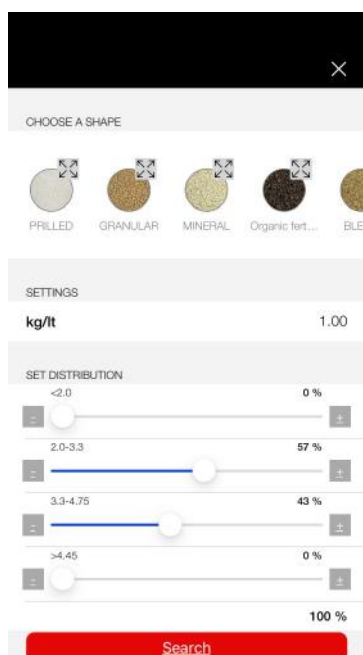 CHOOSE A SHAPE
PRILLED GRANULAR MINERAL Organic fert... BLE
SETTINGS
kg/lt 1.00
SET DISTRIBUTION
<2.0 0 %
- +
2.0-3.3 57 %
- +
3.3-4.75 43 %
- +
>4.45 0 %
- +
100 %
Search